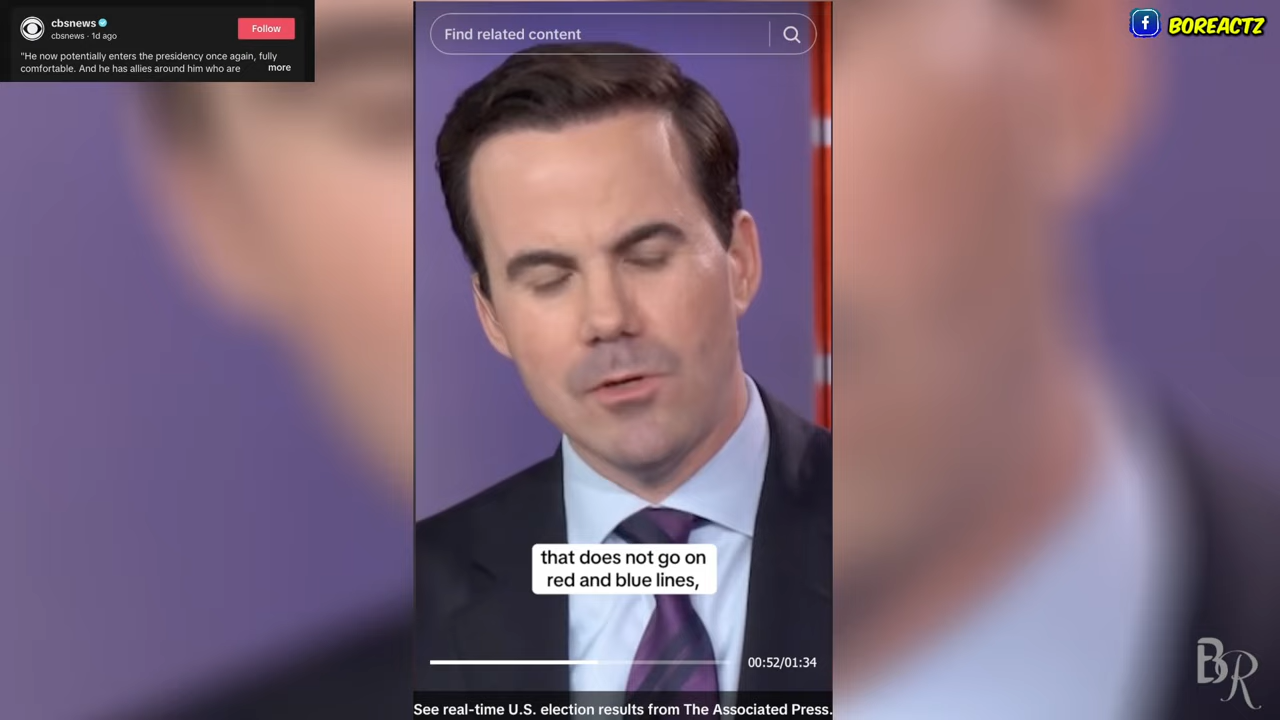 cbsnews
cbsnews · 1d ago
Follow
"He now potentially enters the presidency once again, fully
comfortable. And he has allies around him who are more
Find related content
f BOREACTZ
that does not go on
red and blue lines,
00:52/01:34
See real-time U.S. election results from The Associated Press.
BR